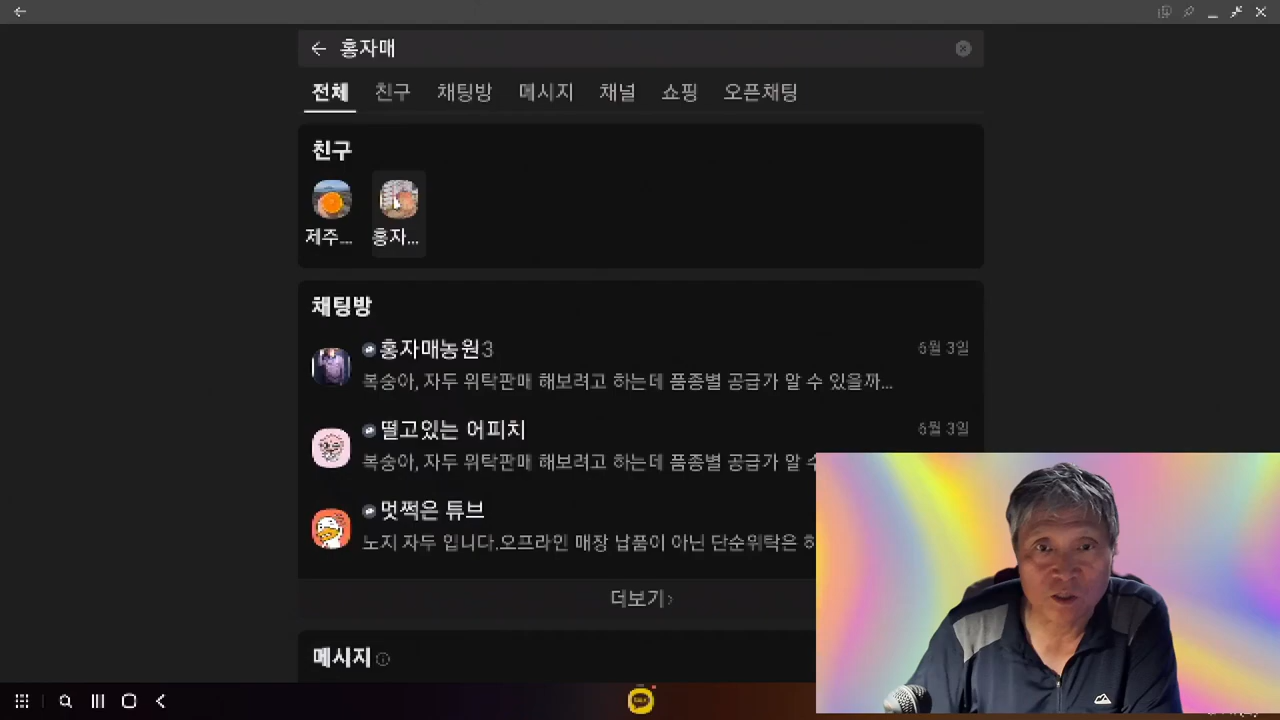 홍자매
전체 친구 채팅방 메시지 채널 쇼핑 오픈채팅
친구
제주... 홍자...
채팅방
홍자매농원3 6월 3일
복숭아, 자두 위탁판매 해보려고 하는데 품종별 공급가 알 수 있을까...
떨고있는 어피치 6월 3일
복숭아, 자두 위탁판매 해보려고 하는데 품종별 공급가 알 수
멋쩍은 튜브
노지 자두 입니다.오프라인 매장 납품이 아닌 단순위탁은 하
더보기
메시지